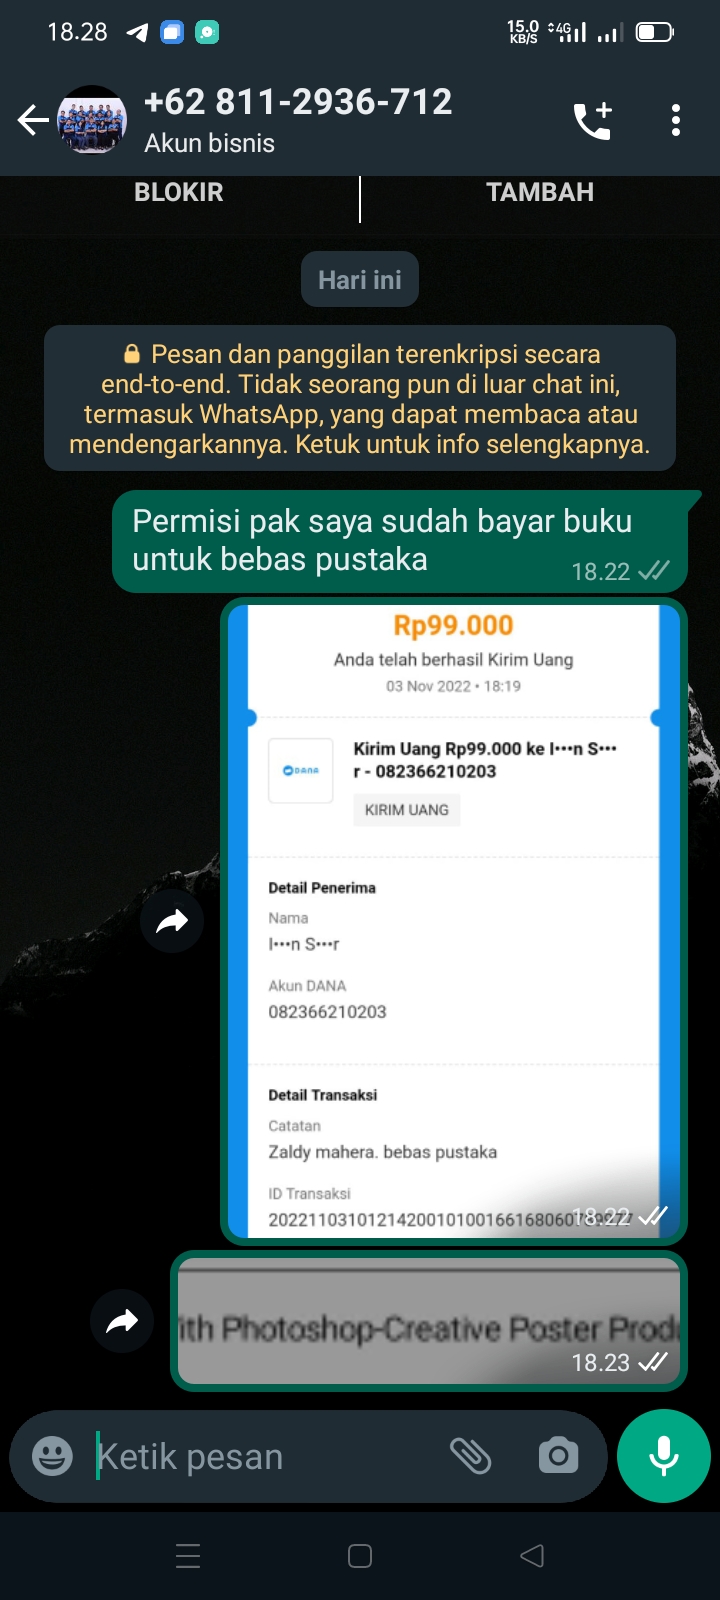 18.28
15.0
KB/S
4G
+62 811-2936-712
Akun bisnis
BLOKIR
TAMBAH
Hari ini
Pesan dan panggilan terenkripsi secara
end-to-end. Tidak seorang pun di luar chat ini,
termasuk WhatsApp, yang dapat membaca atau
mendengarkannya. Ketuk untuk info selengkapnya.
Permisi pak saya sudah bayar buku
untuk bebas pustaka
18.22
Rp99.000
Anda telah berhasil Kirim Uang
03 Nov 2022 • 18:19
DANA
Kirim Uang Rp99.000 ke I•••n S•••
r - 082366210203
KIRIM UANG
Detail Penerima
Nama
I•••n S•••r
Akun DANA
082366210203
Detail Transaksi
Catatan
Zaldy mahera. bebas pustaka
ID Transaksi
18.22
ith Photoshop-Creative Poster Produ
18.23
Ketik pesan